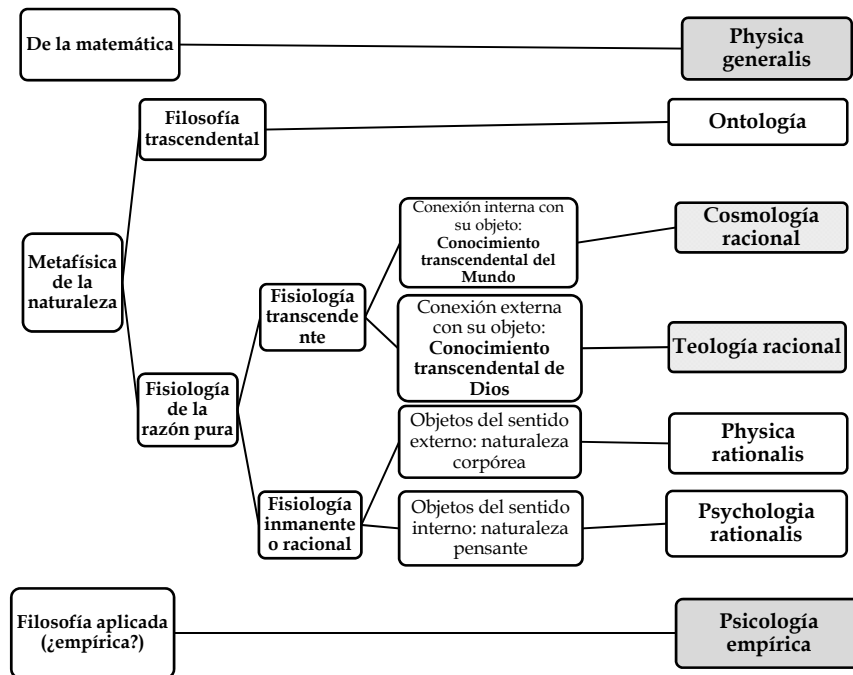 De la matemática
Physica
generalis
Filosofía
trascendental
Ontología
Metafísica
de la
naturaleza
Fisiología
transcende
nte
Conexión interna con
su objeto:
Conocimiento
transcendental del
Mundo
Cosmología
racional
Conexión externa
con su objeto:
Conocimiento
transcendental de
Dios
Teología racional
Fisiología
de la
razón pura
Fisiología
inmanente
o racional
Objetos del sentido
externo: naturaleza
corpórea
Physica
rationalis
Objetos del sentido
interno: naturaleza
pensante
Psychologia
rationalis
Filosofía aplicada
(¿empírica?)
Psicología
empírica